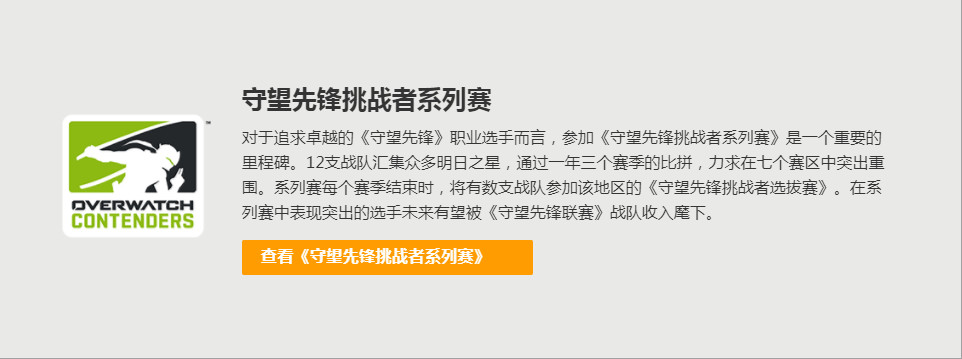 守望先锋挑战者系列赛
对于追求卓越的《守望先锋》职业选手而言，参加《守望先锋挑战者系列赛》是一个重要的
里程碑。12支战队汇集众多明日之星，通过一年三个赛季的比拼，力求在七个赛区中突出重
围。系列赛每个赛季结束时，将有数支战队参加该地区的《守望先锋挑战者选拔赛》。在系
列赛中表现突出的选手未来有望被《守望先锋联赛》战队收入麾下。
OVERWATCH
CONTENDERS
™
查看《守望先锋挑战者系列赛》